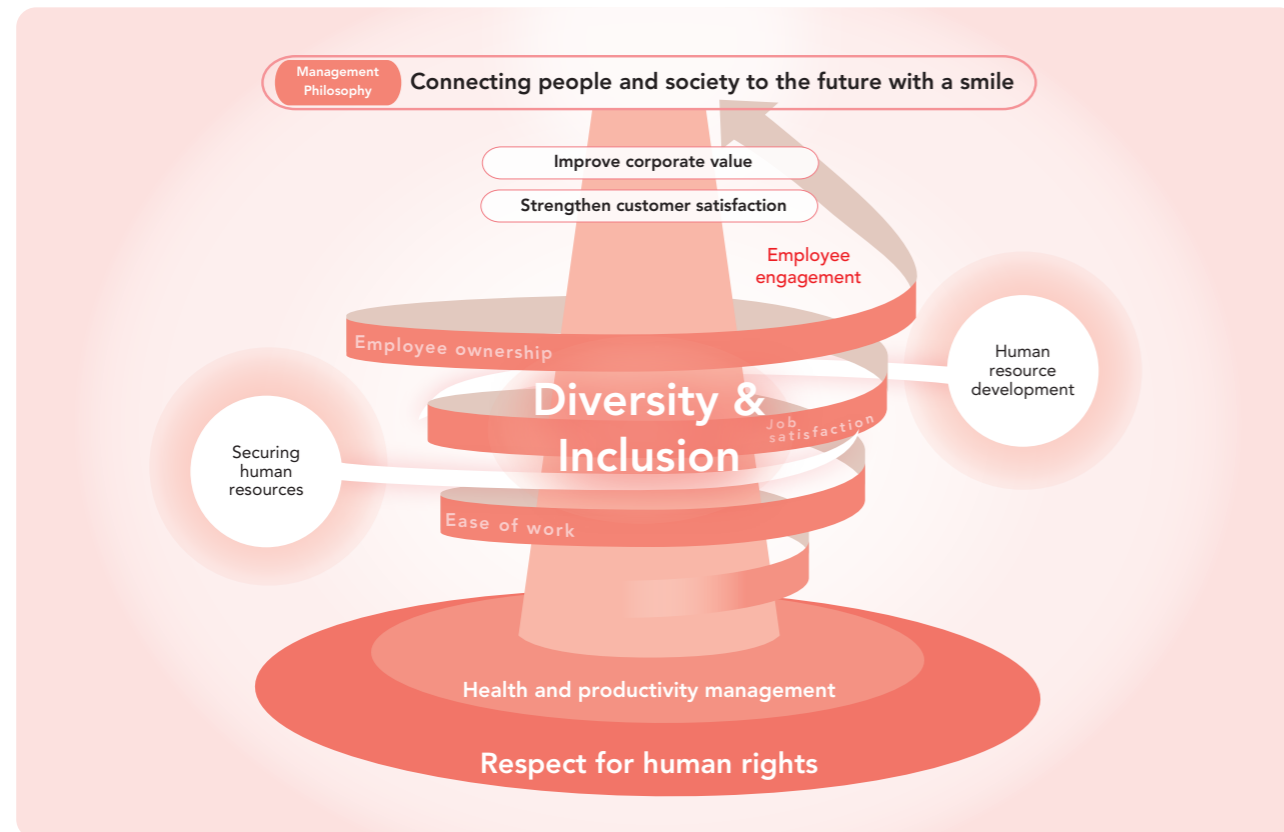 Management
Philosophy
Connecting people and society to the future with a smile
Improve corporate value
Strengthen customer satisfaction
Employee
engagement
Employee ownership
Human
resource
development
Diversity &
Inclusion
Job
satisfaction
Securing
human
resources
Ease of work
Health and productivity management
Respect for human rights